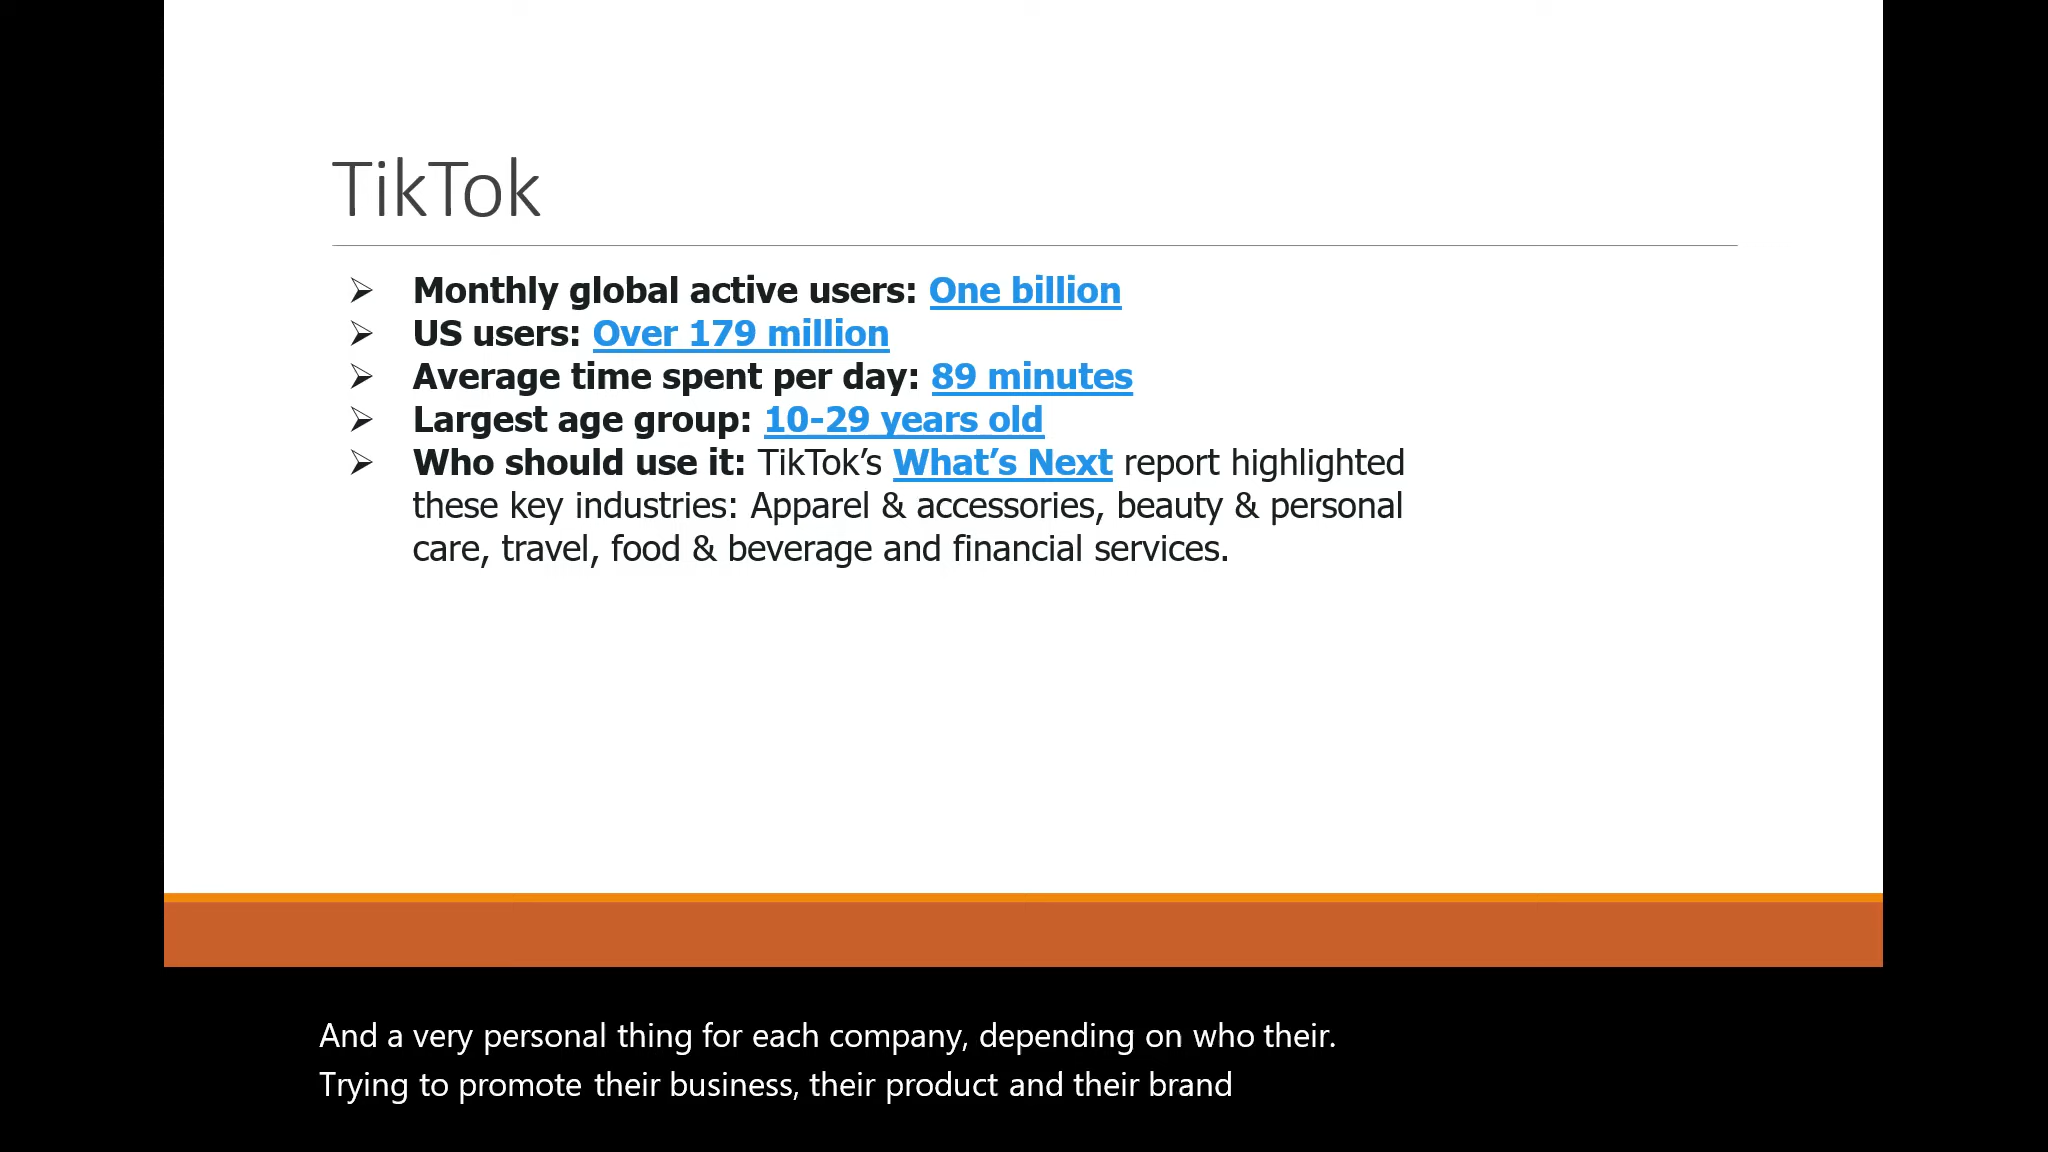 TikTok
➢ Monthly global active users: One billion
➢ US users: Over 179 million
➢ Average time spent per day: 89 minutes
➢ Largest age group: 10-29 years old
➢ Who should use it: TikTok’s What’s Next report highlighted
these key industries: Apparel & accessories, beauty & personal
care, travel, food & beverage and financial services.
And a very personal thing for each company, depending on who their.
Trying to promote their business, their product and their brand